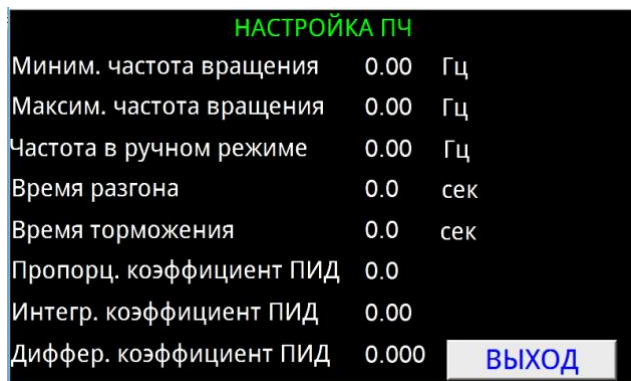 НАСТРОЙКА ПЧ
Миним. частота вращения 0.00 Гц
Максим. частота вращения 0.00 Гц
Частота в ручном режиме 0.00 Гц
Время разгона 0.0 сек
Время торможения 0.0 сек
Пропорц. коэффициент ПИД 0.0
Интегр. коэффициент ПИД 0.00
Диффер. коэффициент ПИД 0.000
ВЫХОД